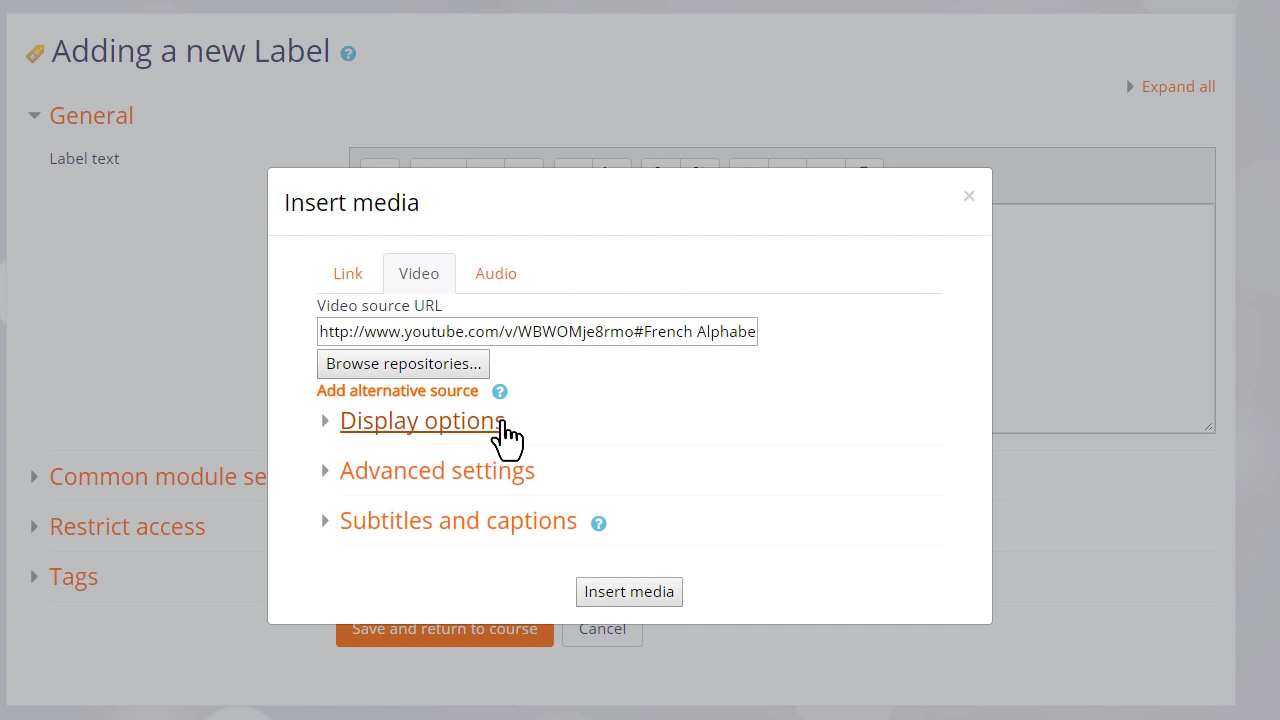 Adding a new Label
Expand all
General
Label text
Insert media
Link Video Audio
Video source URL
http://www.youtube.com/v/WBWOMje8rmo#French Alphabe
Browse repositories...
Add alternative source
Display options
Advanced settings
Common module se
Subtitles and captions
Restrict access
Tags
Insert media
Save and return to course Cancel